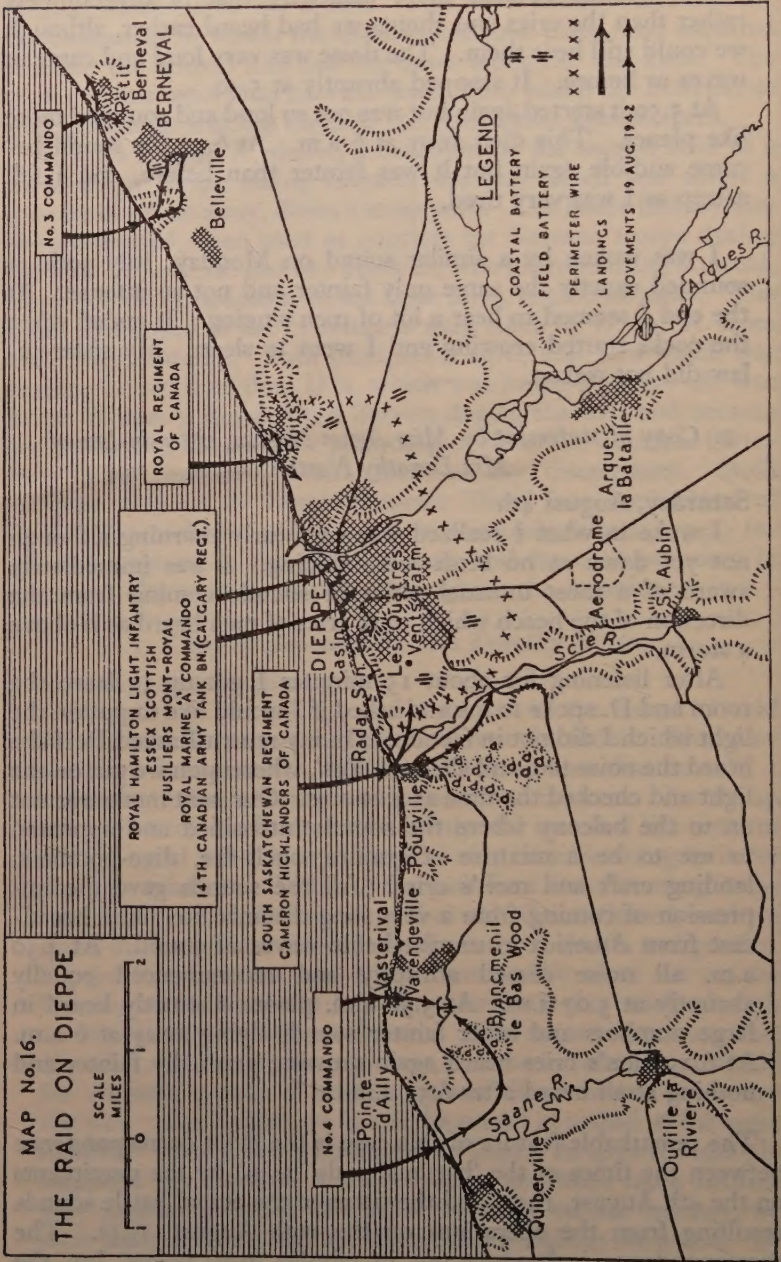 MAP No.16.
THE RAID ON DIEPPE
SCALE
MILES
1 0 1 2
No.4 COMMANDO
SOUTH SASKATCHEWAN REGIMENT
CAMERON HIGHLANDERS OF CANADA
ROYAL HAMILTON LIGHT INFANTRY
ESSEX SCOTTISH
FUSILIERS MONT-ROYAL
ROYAL MARINE 'A' COMMANDO
14TH CANADIAN ARMY TANK BN.(CALGARY REGT.)
ROYAL REGIMENT
OF CANADA
No.3 COMMANDO
Petit
Berneval
BERNEVAL
Belleville
Puits
DIEPPE
Casino
Radar Stn.
Les Quatres
Vents Farm
Pourville
Vasterival
Varengeville
Pointe
d'Ailly
Blancmenil
le Bas Wood
Quiberville
Saane R.
Ouville la
Riviere
Scie R.
Aerodrome
St. Aubin
Arques
la Bataille
Arques R.
LEGEND
COASTAL BATTERY
FIELD BATTERY
PERIMETER WIRE x x x x x
LANDINGS
MOVEMENTS 19 AUG 1942